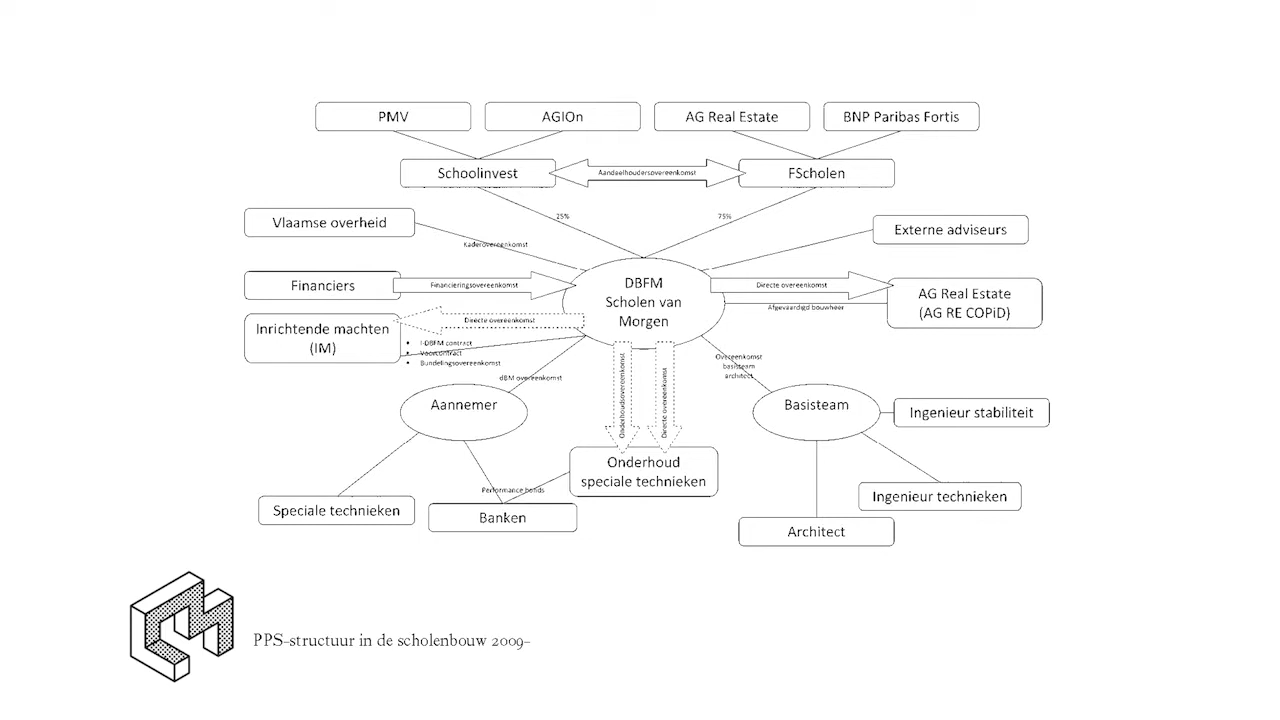 PMV
AGIOn
AG Real Estate
BNP Paribas Fortis
Schoolinvest
Aandeelhoudersovereenkomst
FScholen
25%
75%
Vlaamse overheid
Kaderovereenkomst
Externe adviseurs
Financiers
Financieringsovereenkomst
DBFM
Scholen van
Morgen
Directe overeenkomst
Afgevaardigd bouwheer
AG Real Estate
(AG RE COPiD)
Inrichtende machten
(IM)
Directe overeenkomst
• I-DBFM contract
• Voorcontract
• Bundelingsovereenkomst
dBM overeenkomst
Onderhoudsovereenkomst
Directe overeenkomst
Overeenkomst
basisteam
architect
Aannemer
Basisteam
Ingenieur stabiliteit
Onderhoud
speciale technieken
Performance bonds
Speciale technieken
Banken
Ingenieur technieken
Architect
PPS-structuur in de scholenbouw 2009-